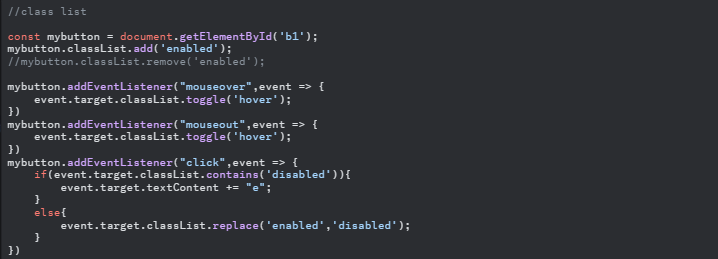 //class list

const mybutton = document.getElementById('b1');
mybutton.classList.add('enabled');
//mybutton.classList.remove('enabled');

mybutton.addEventListener("mouseover",event => {
    event.target.classList.toggle('hover');
})
mybutton.addEventListener("mouseout",event => {
    event.target.classList.toggle('hover');
})
mybutton.addEventListener("click",event => {
    if(event.target.classList.contains('disabled')){
        event.target.textContent += "e";
    }
    else{
        event.target.classList.replace('enabled','disabled');
    }
})